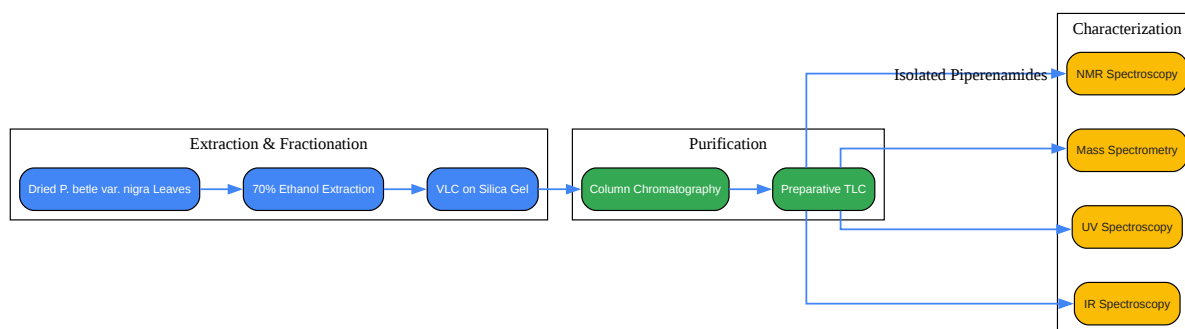 Extraction & Fractionation
Dried P. betle var. nigra Leaves
70% Ethanol Extraction
VLC on Silica Gel
Purification
Column Chromatography
Preparative TLC
Isolated Piperenamides
Characterization
NMR Spectroscopy
Mass Spectrometry
UV Spectroscopy
IR Spectroscopy